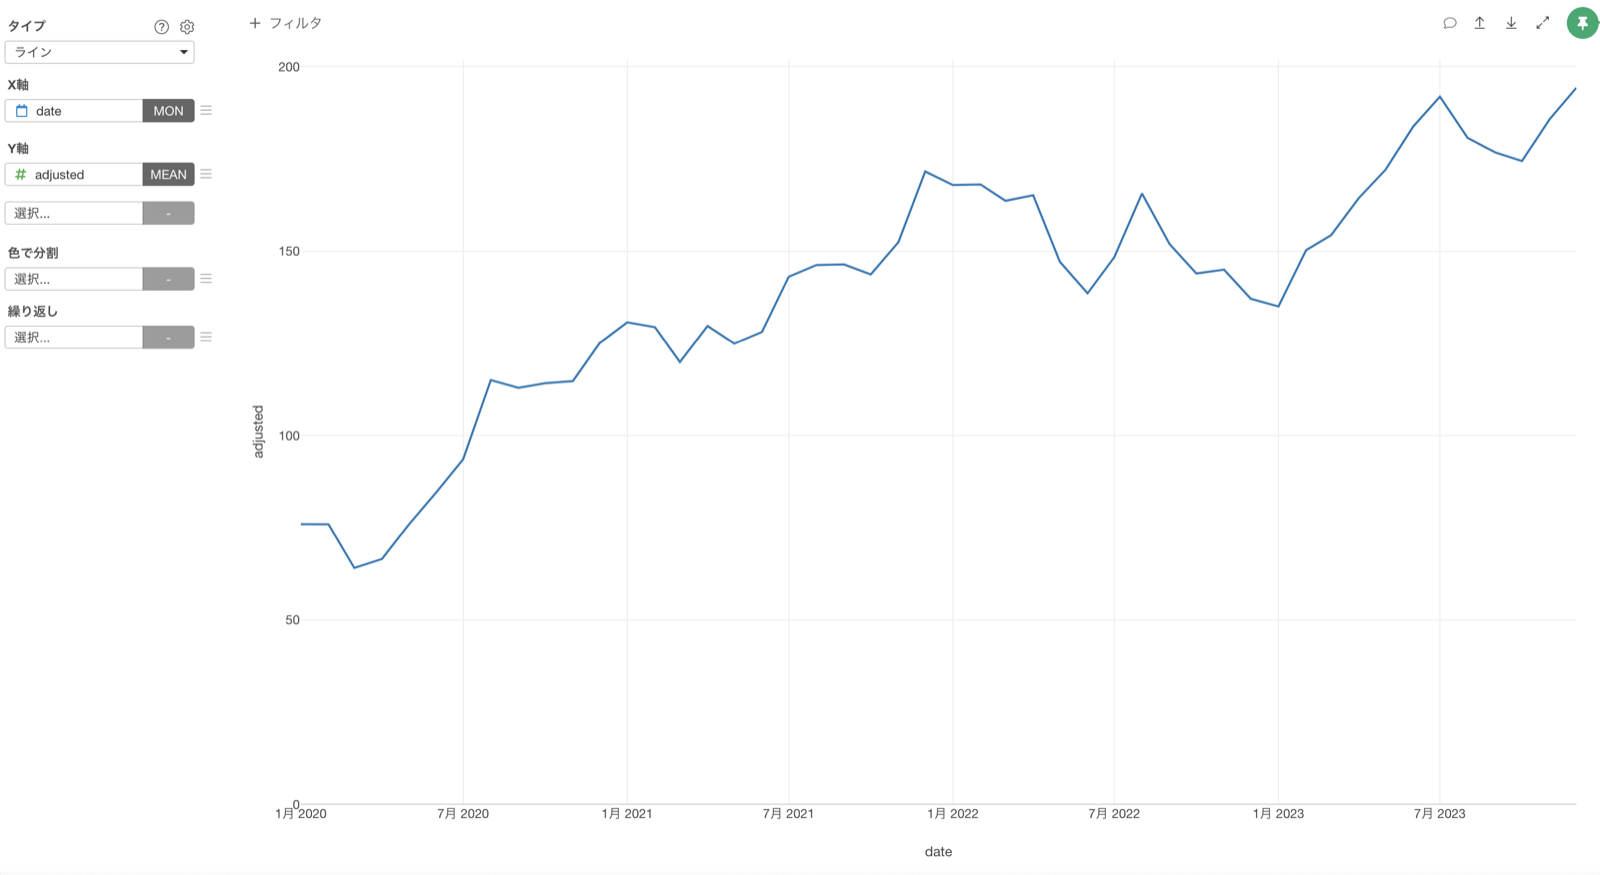 タイプ
ライン
X軸
date MON
Y軸
adjusted MEAN
選択... -
色で分割
選択... -
繰り返し
選択... -
+ フィルタ
200
150
100
50
0
adjusted
1月 2020 7月 2020 1月 2021 7月 2021 1月 2022 7月 2022 1月 2023 7月 2023
date